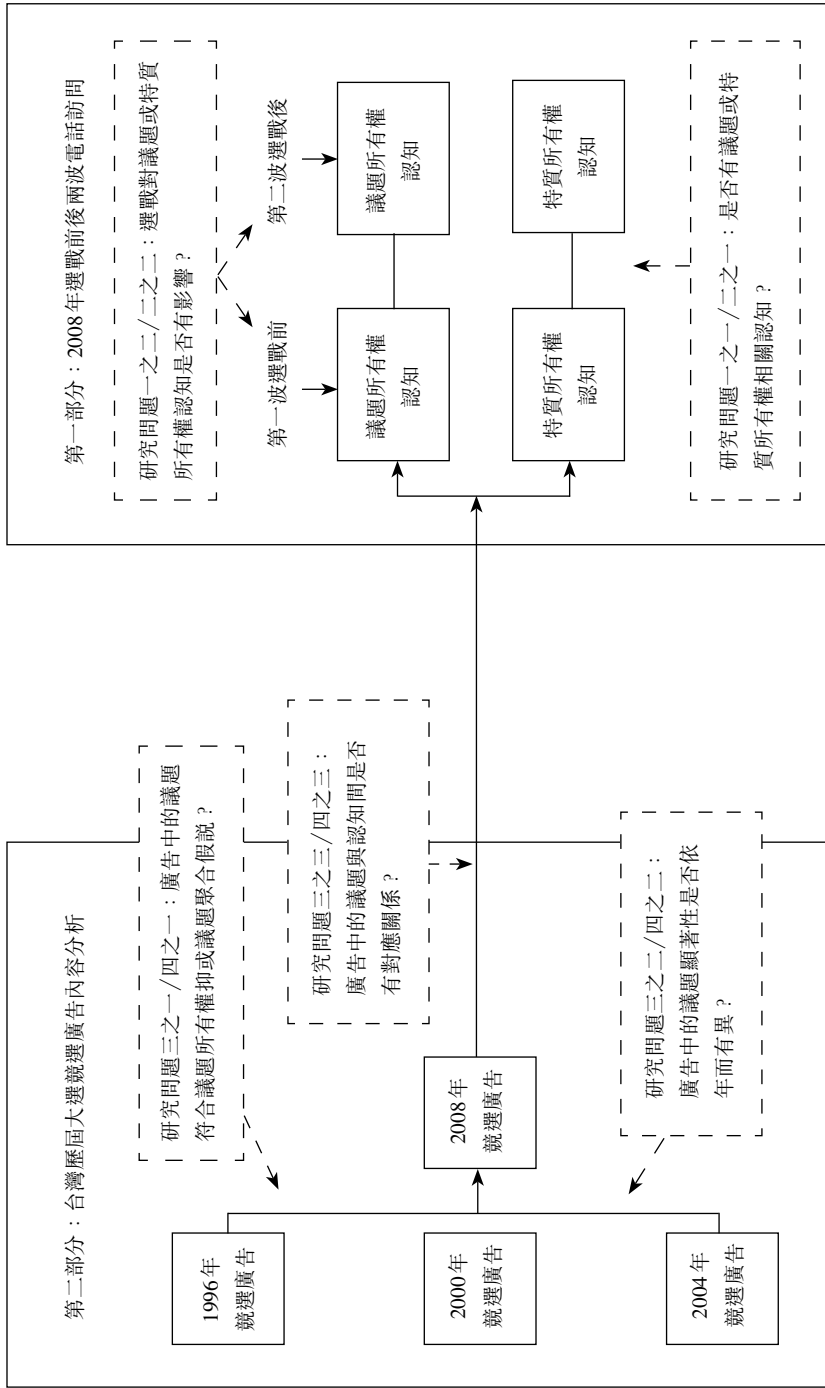 第二部分：台灣歷屆大選競選廣告內容分析
研究問題三之一/四之一：廣告中的議題
符合議題所有權抑或議題聚合假說？
1996年
競選廣告
2000年
競選廣告
2004年
競選廣告
2008年
競選廣告
研究問題三之三/四之三：
廣告中的議題與認知間是否
有對應關係？
研究問題三之二/四之二：
廣告中的議題顯著性是否依
年而有異？
第一部分：2008年選戰前後兩波電話訪問
研究問題一之三/二之二：選戰對議題或特質
所有權認知是否有影響？
第一波選戰前
第二波選戰後
議題所有權
認知
議題所有權
認知
特質所有權
認知
特質所有權
認知
研究問題一之一/二之一：是否有議題或特
質所有權相關認知？